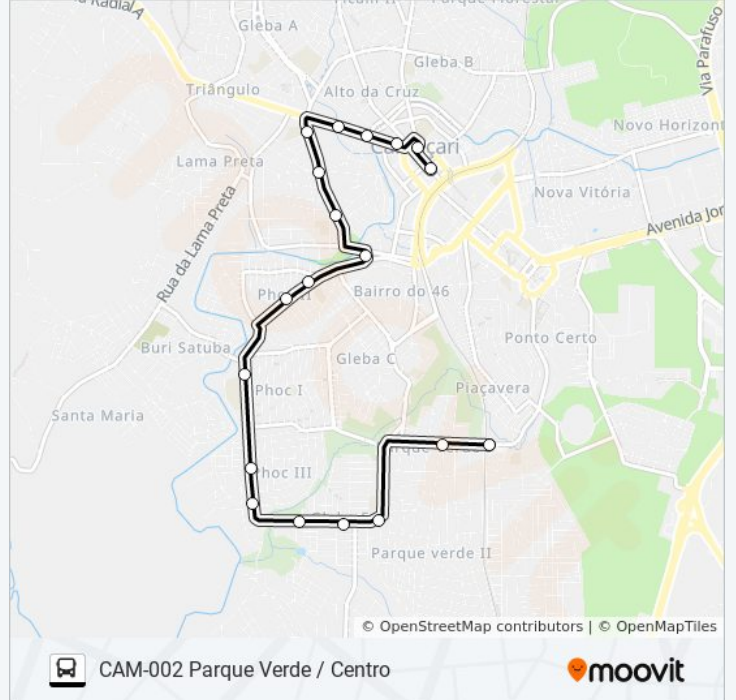 Radial A
Gleba A
Parque Florestal
Via Parafuso
Gleba B
Triângulo
Alto da Cruz
Novo Horizont
Lama Preta
Nova Vitória
Rua da Lama Preta
Avenida Jor
Bairro do 46
Ponto Certo
Buri Satuba
Gleba C
Phoc I
Piaçavera
Santa Maria
Phoc III
Parque verde II
© OpenStreetMap contributors | © OpenMapTiles
CAM-002 Parque Verde / Centro
moovit